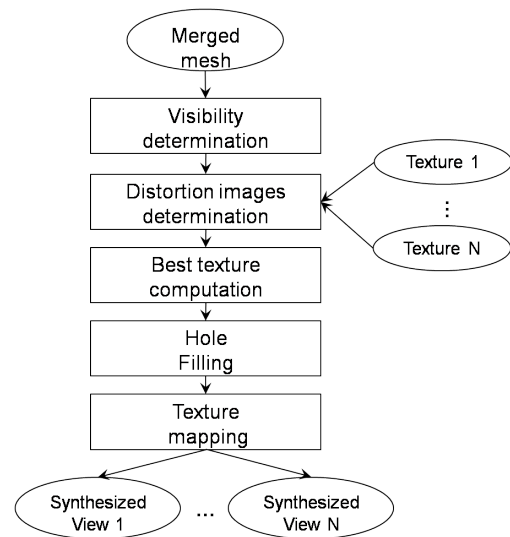 Merged
mesh
Visibility
determination
Distortion images
determination
Texture 1
...
Texture N
Best texture
computation
Hole
Filling
Texture
mapping
Synthesized
View 1
...
Synthesized
View N